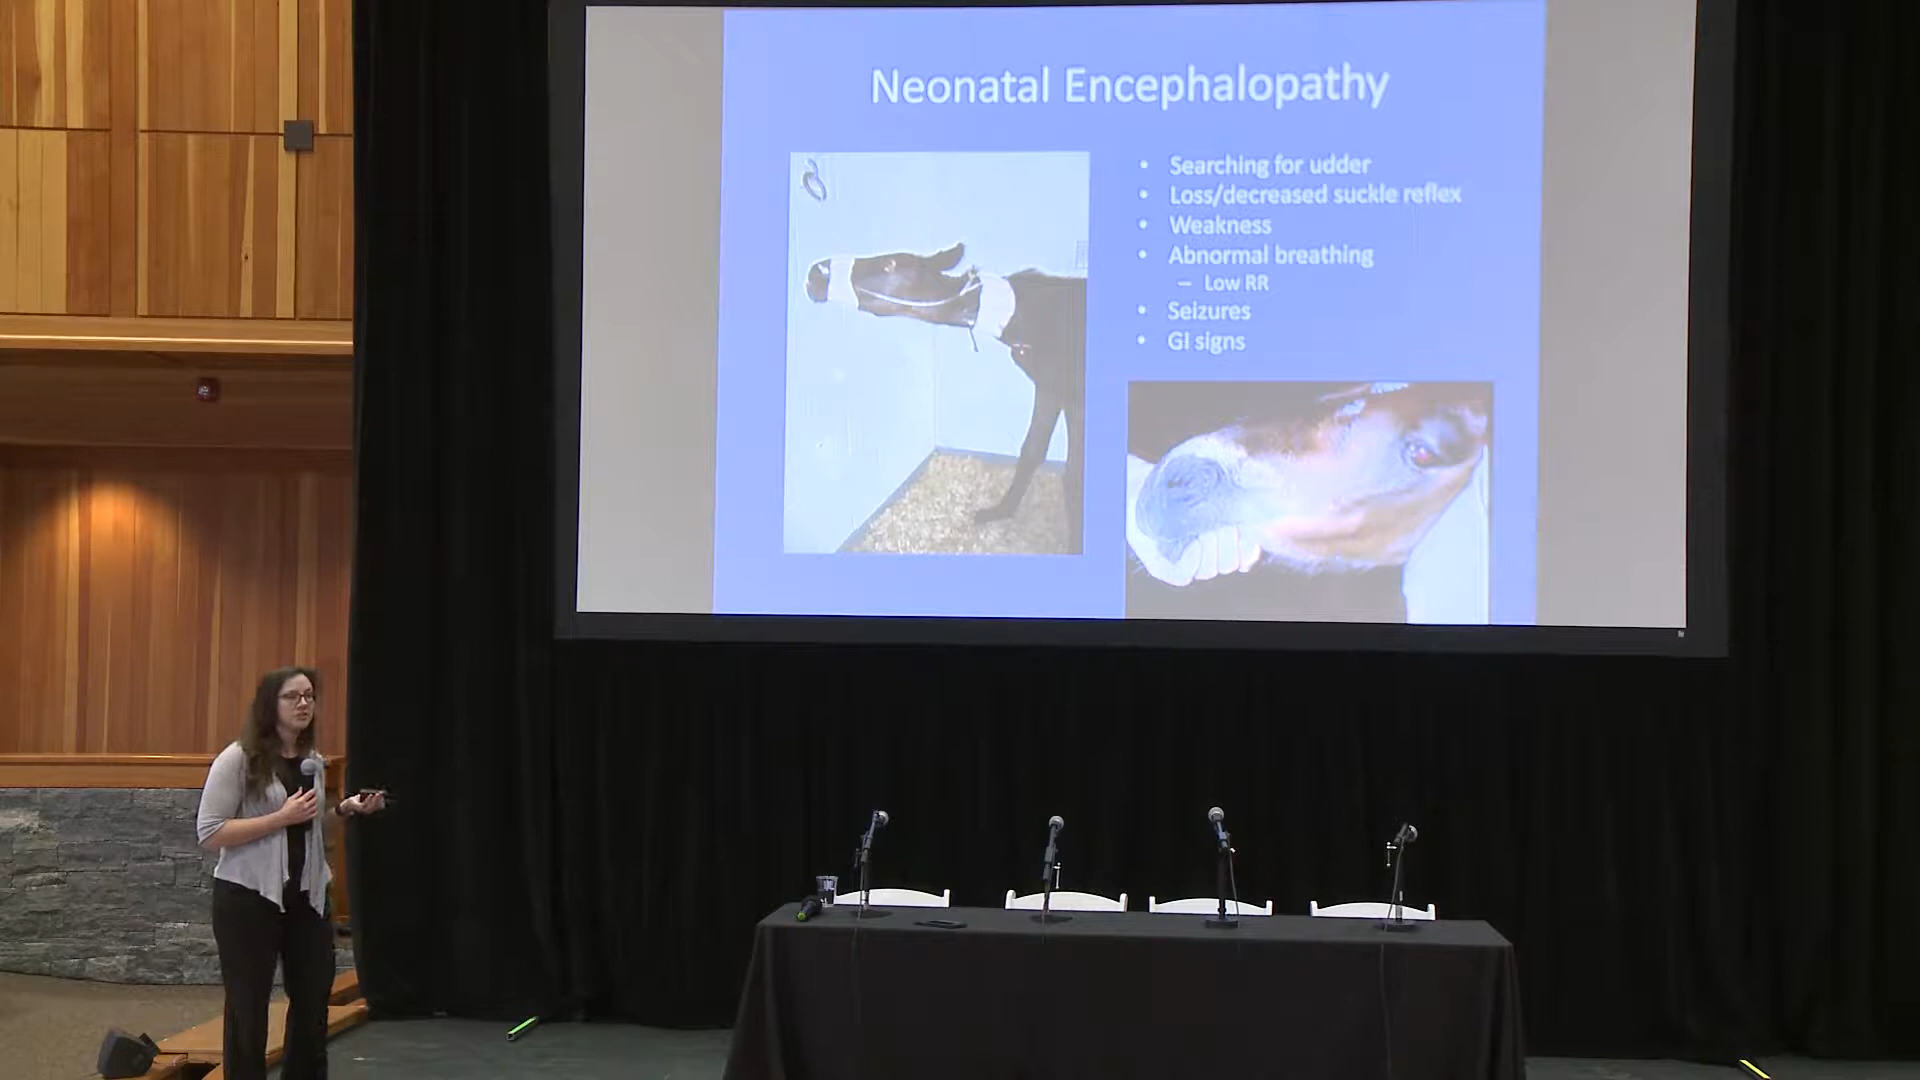 Neonatal Encephalopathy
• Searching for udder
• Loss/decreased suckle reflex
• Weakness
• Abnormal breathing
– Low RR
• Seizures
• GI signs